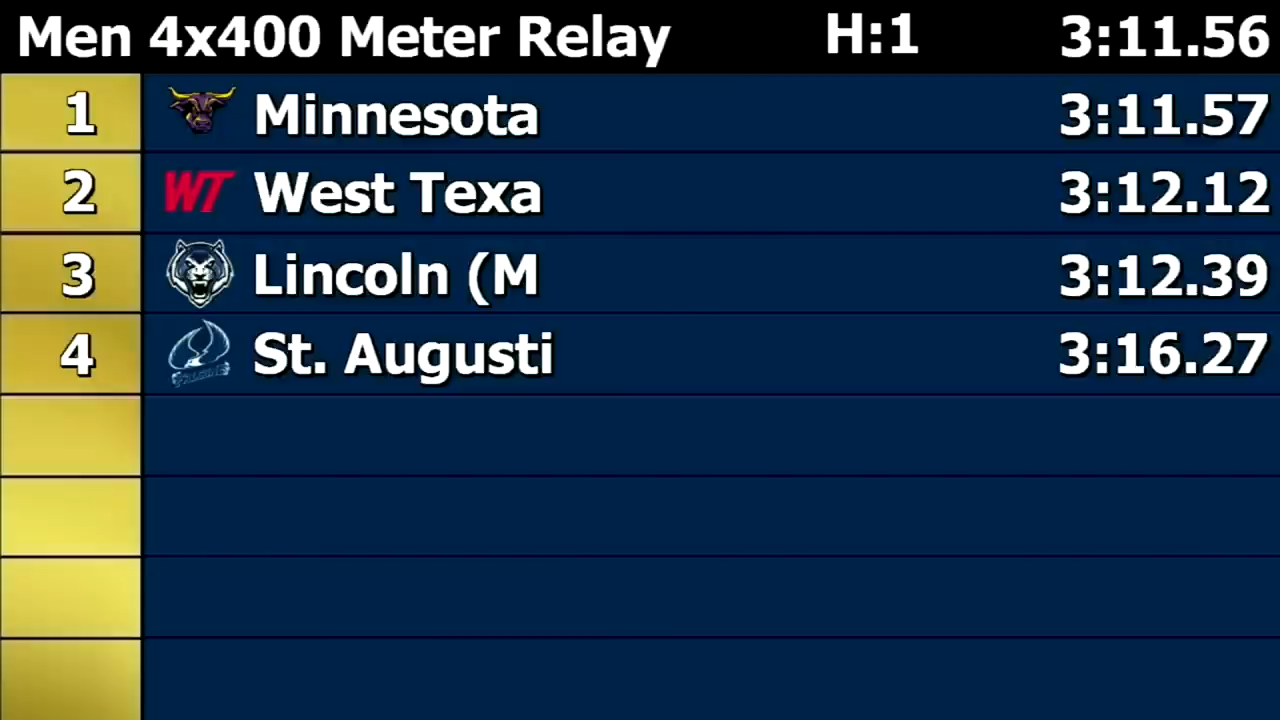 Men 4x400 Meter Relay H:1 3:11.56
1 Minnesota 3:11.57
2 WT West Texa 3:12.12
3 Lincoln (M 3:12.39
4 St. Augusti 3:16.27